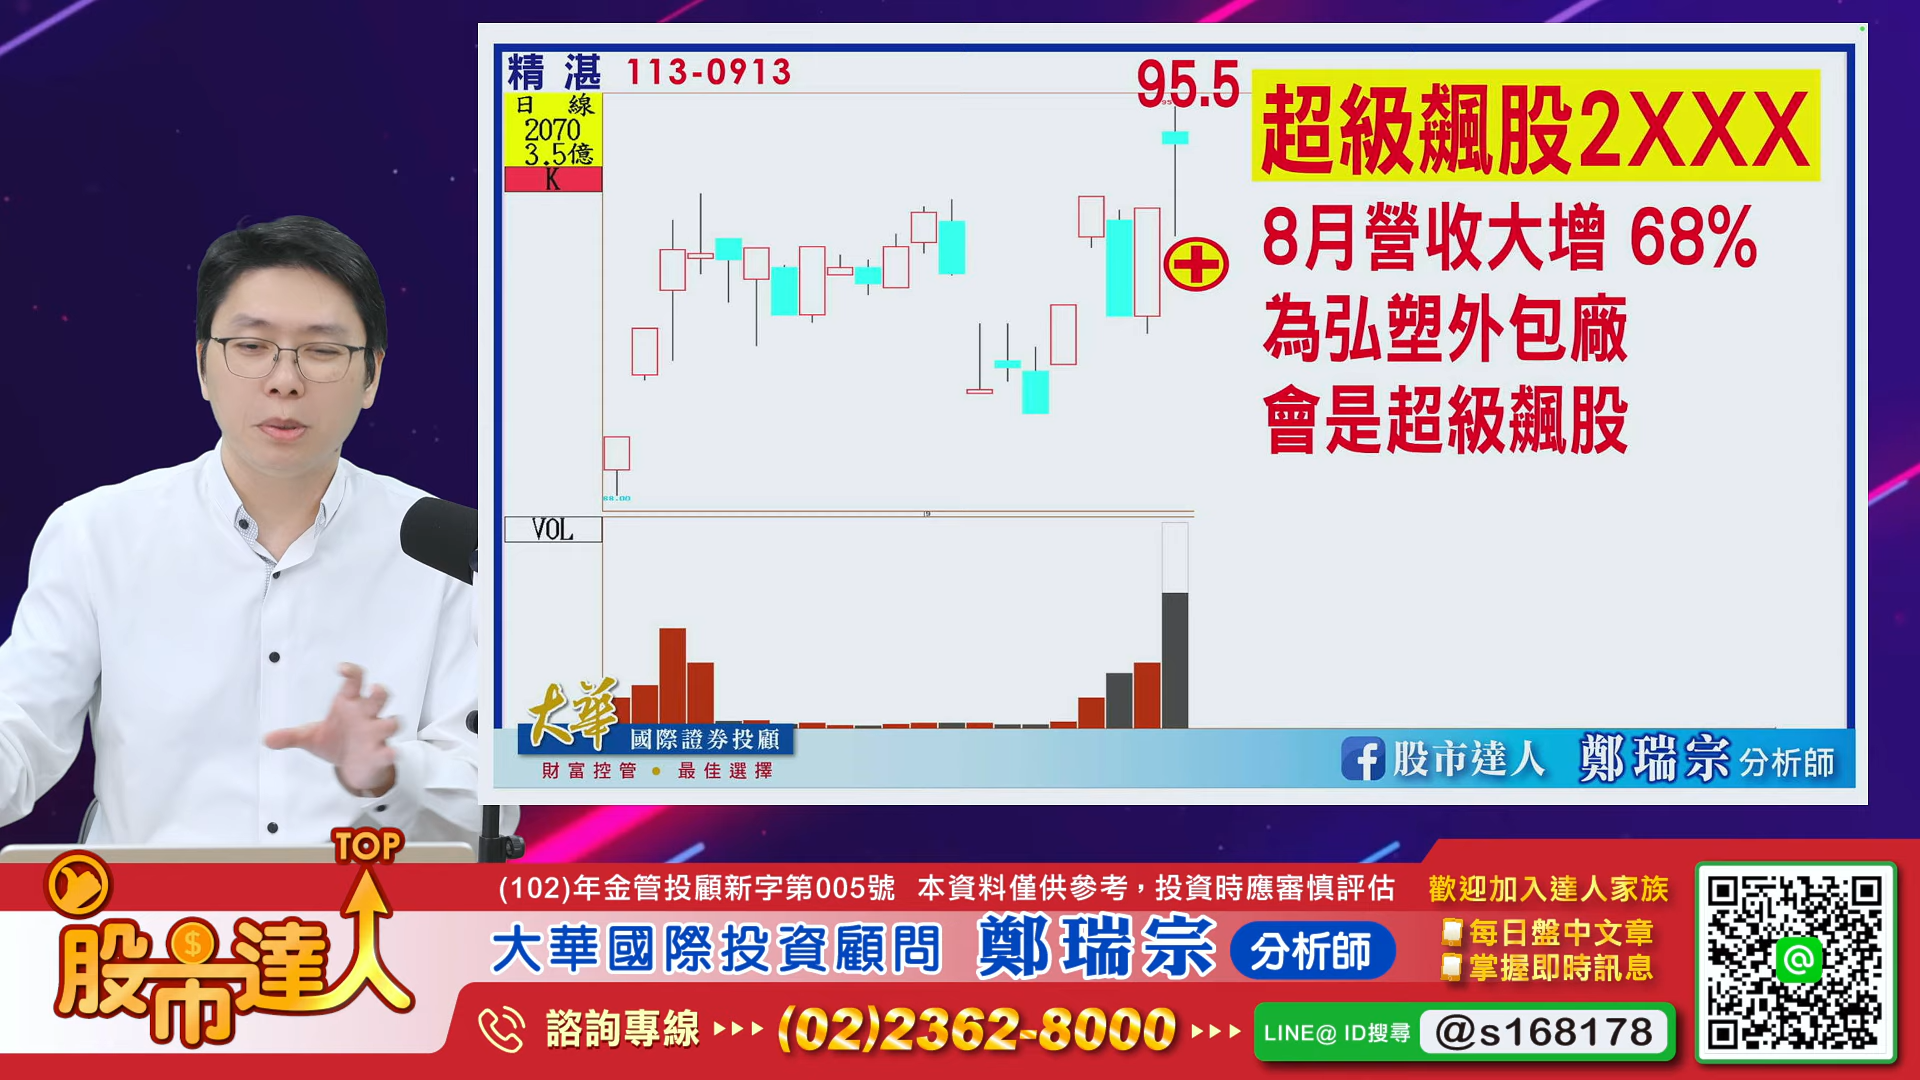 精湛 113-0913
95.5
日線
2070
3.5億
K
68.00
VOL
超級飆股2XXX
8月營收大增 68%
為弘塑外包廠
會是超級飆股
大華
國際證券投顧
財富控管 • 最佳選擇
股市達人 鄭瑞宗 分析師
TOP
股市達人
(102)年金管投顧新字第005號 本資料僅供參考，投資時應審慎評估
大華國際投資顧問 鄭瑞宗 分析師
諮詢專線 (02)2362-8000
歡迎加入達人家族
每日盤中文章
掌握即時訊息
LINE@ ID搜尋 @s168178